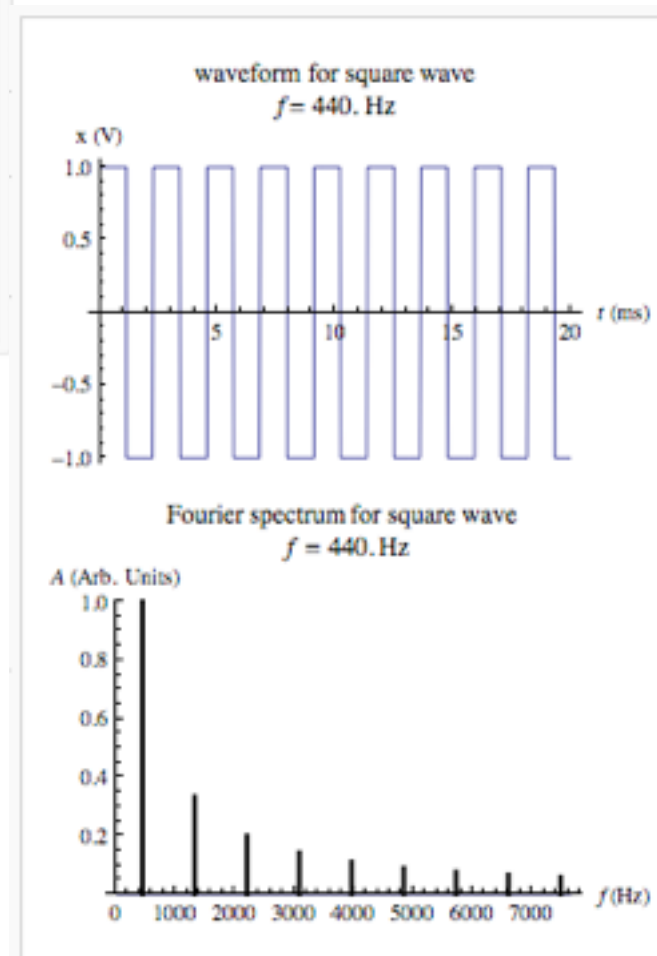 waveform for square wave
f = 440. Hz
x (V)
1.0
0.5
−0.5
−1.0
5 10 15 20
t (ms)
Fourier spectrum for square wave
f = 440. Hz
A (Arb. Units)
1.0
0.8
0.6
0.4
0.2
0 1000 2000 3000 4000 5000 6000 7000
f (Hz)